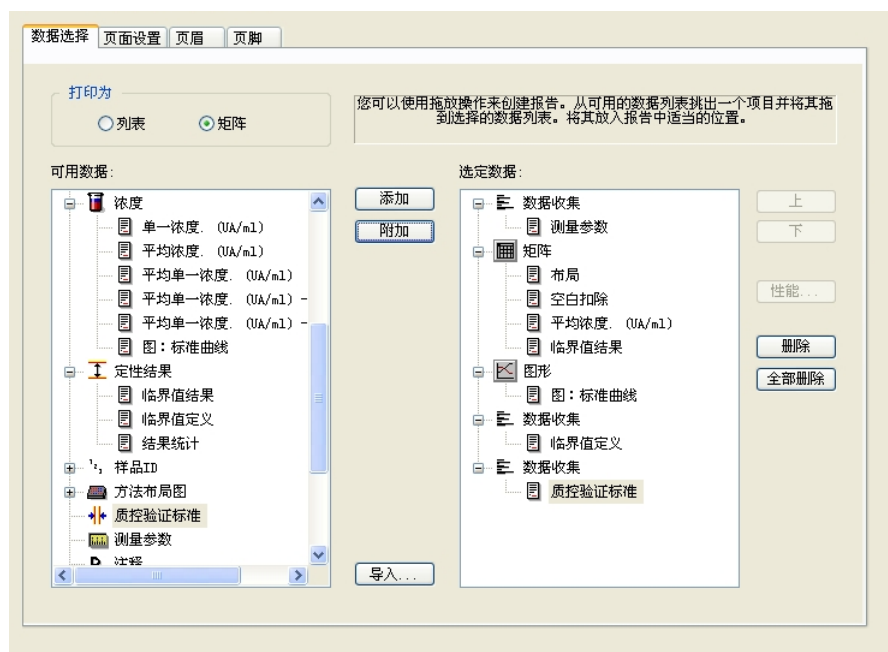 数据选择 页面设置 页眉 页脚
打印为
列表 矩阵
您可以使用拖放操作来创建报告。从可用的数据列表挑出一个项目并将其拖
到选择的数据列表。将其放入报告中适当的位置。
可用数据:
浓度
单一浓度. (UA/ml)
平均浓度. (UA/ml)
平均单一浓度. (UA/ml)
平均单一浓度. (UA/ml) -
平均单一浓度. (UA/ml) -
图：标准曲线
定性结果
临界值结果
临界值定义
结果统计
样品ID
方法布局图
质控验证标准
测量参数
注释
添加
附加
导入...
选定数据:
数据收集
测量参数
矩阵
布局
空白扣除
平均浓度. (UA/ml)
临界值结果
图形
图：标准曲线
数据收集
临界值定义
数据收集
质控验证标准
上
下
性能...
删除
全部删除